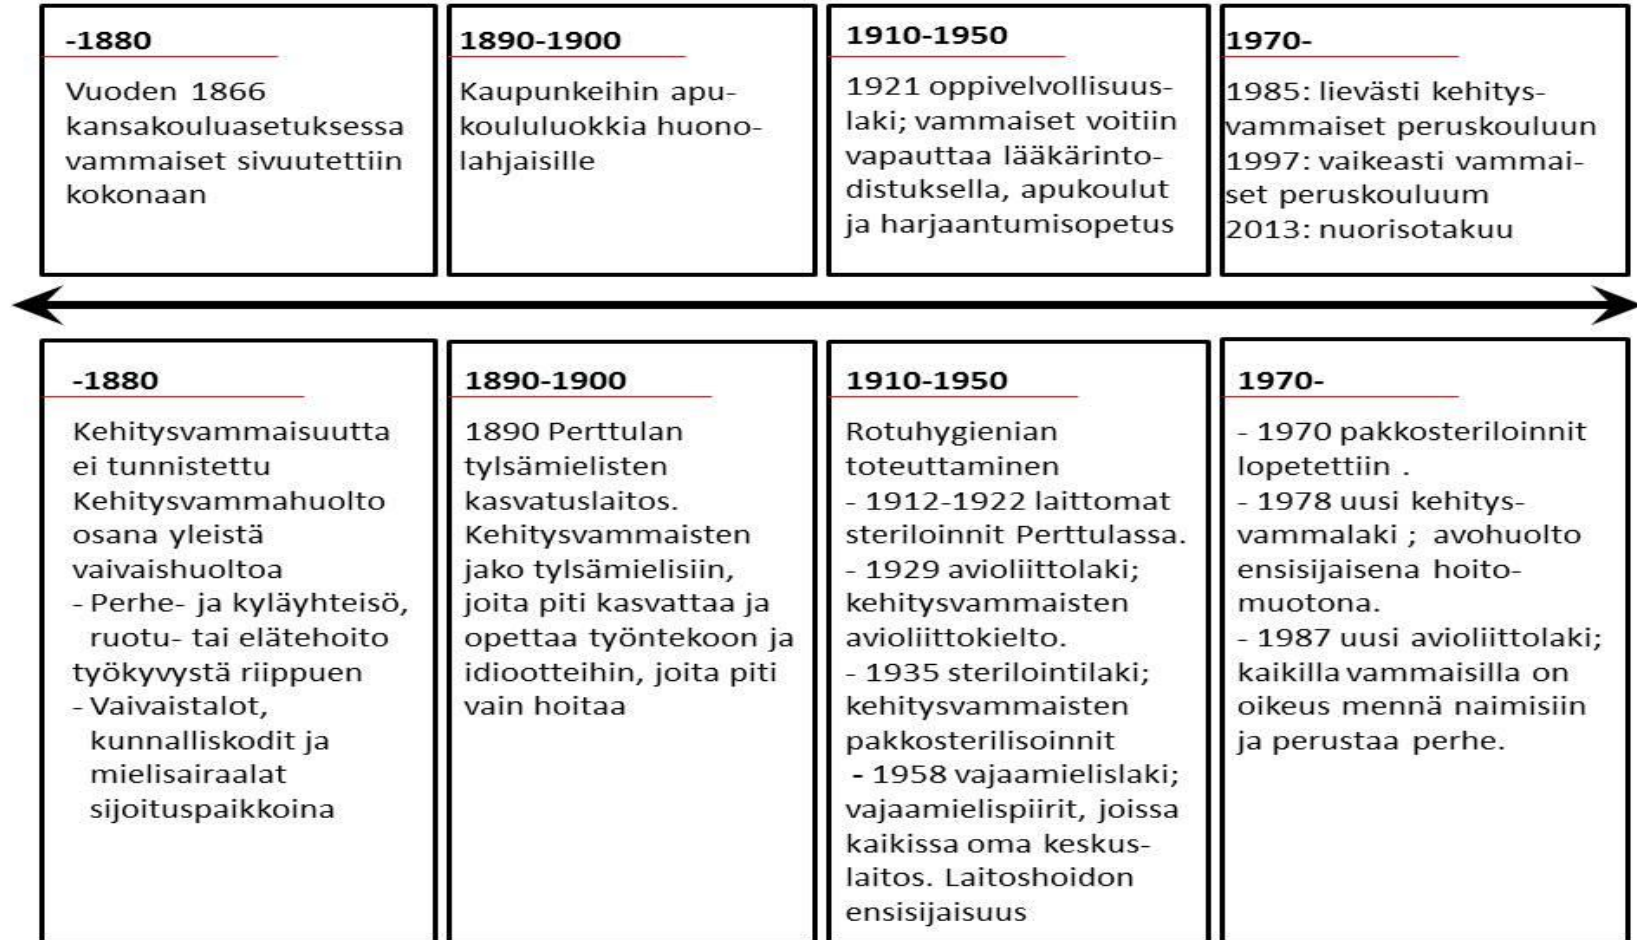 -1880
Vuoden 1866
kansakouluasetuksessa
vammaiset sivuutettiin
kokonaan
1890-1900
Kaupunkeihin apu-
koululuokkia huono-
lahjaisille
1910-1950
1921 oppivelvollisuus-
laki; vammaiset voitiin
vapauttaa lääkärinto-
distuksella, apukoulut
ja harjaantumisopetus
1970-
1985: lievästi kehitys-
vammaiset peruskouluun
1997: vaikeasti vammai-
set peruskouluum
2013: nuorisotakuu
-1880
Kehitysvammaisuutta
ei tunnistettu
Kehitysvammahuolto
osana yleistä
vaivaishuoltoa
- Perhe- ja kyläyhteisö,
ruotu- tai elätehoito
työkyvystä riippuen
- Vaivaistalot,
kunnalliskodit ja
mielisairaalat
sijoituspaikkoina
1890-1900
1890 Perttulan
tylsämielisten
kasvatuslaitos.
Kehitysvammaisten
jako tylsämielisiin,
joita piti kasvattaa ja
opettaa työntekoon ja
idiootteihin, joita piti
vain hoitaa
1910-1950
Rotuhygienian
toteuttaminen
- 1912-1922 laittomat
steriloinnit Perttulassa.
- 1929 avioliittolaki;
kehitysvammaisten
avioliittokielto.
- 1935 sterilointilaki;
kehitysvammaisten
pakkosterilisoinnit
- 1958 vajaamielislaki;
vajaamielispiirit, joissa
kaikissa oma keskus-
laitos. Laitoshoidon
ensisijaisuus
1970-
- 1970 pakkosteriloinnit
lopetettiin .
- 1978 uusi kehitys-
vammalaki ; avohuolto
ensisijaisena hoito-
muotona.
- 1987 uusi avioliittolaki;
kaikilla vammaisilla on
oikeus mennä naimisiin
ja perustaa perhe.